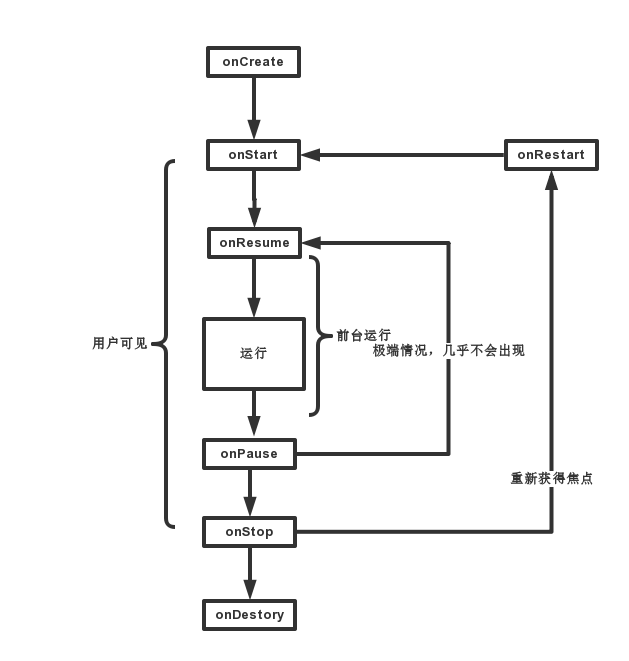 onCreate
onStart
onRestart
onResume
前台运行
用户可见
运行
极端情况，几乎不会出现
onPause
重新获得焦点
onStop
onDestory